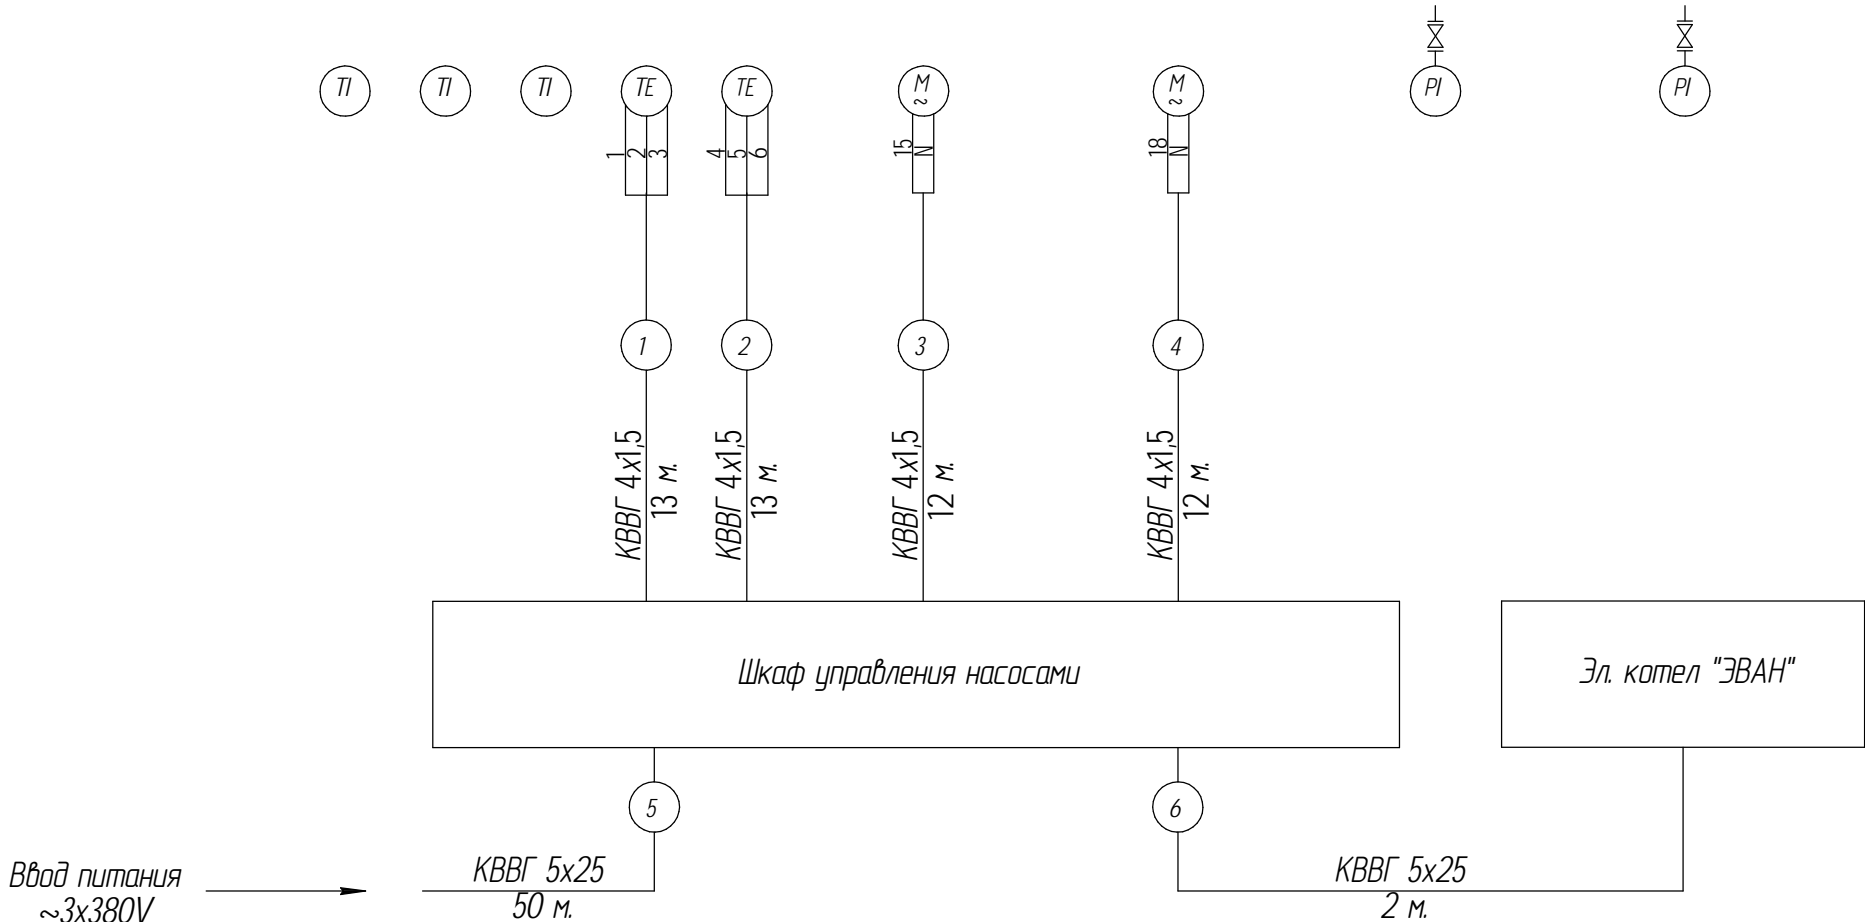 TI TI TI TE TE M ~ M ~ PI PI
1 2 3 4 5 6 15 N 18 N
1 2 3 4
КВВГ 4х1,5
13 м.
КВВГ 4х1,5
13 м.
КВВГ 4х1,5
12 м.
КВВГ 4х1,5
12 м.
Шкаф управления насосами
Эл. котел "ЭВАН"
5 6
Ввод питания
~3х380V
КВВГ 5х25
50 м.
КВВГ 5х25
2 м.